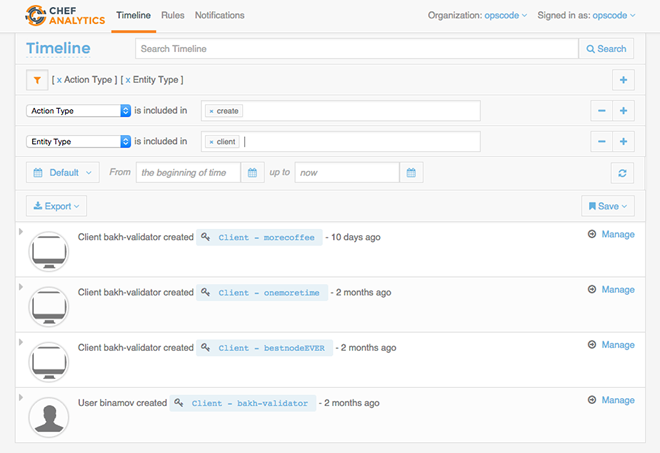 CHEF ANALYTICS Timeline Rules Notifications Organization: opscode Signed in as: opscode
Timeline Search Timeline Search
[ x Action Type ] [ x Entity Type ] +
Action Type is included in × create − +
Entity Type is included in × client − +
Default From the beginning of time up to now
Export Save
Client bakh-validator created Client - morecoffee - 10 days ago Manage
Client bakh-validator created Client - onemoretime - 2 months ago Manage
Client bakh-validator created Client - bestnodeEVER - 2 months ago Manage
User binamov created Client - bakh-validator - 2 months ago Manage